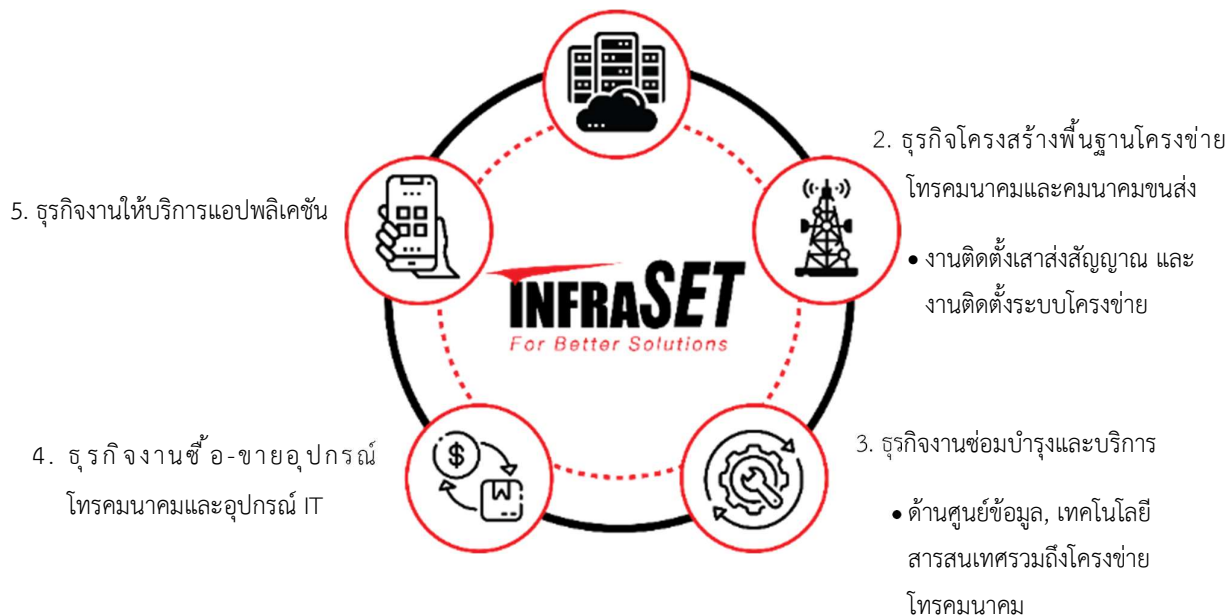 2. ธุรกิจโครงสร้างพื้นฐานโครงข่าย
โทรคมนาคมและคมนาคมขนส่ง
• งานติดตั้งเสาส่งสัญญาณ และ
งานติดตั้งระบบโครงข่าย
5. ธุรกิจงานให้บริการแอปพลิเคชัน
INFRASET
For Better Solutions
3. ธุรกิจงานซ่อมบำรุงและบริการ
• ด้านศูนย์ข้อมูล, เทคโนโลยี
สารสนเทศรวมถึงโครงข่าย
โทรคมนาคม
4. ธุรกิจงานซื้อ-ขายอุปกรณ์
โทรคมนาคมและอุปกรณ์ IT